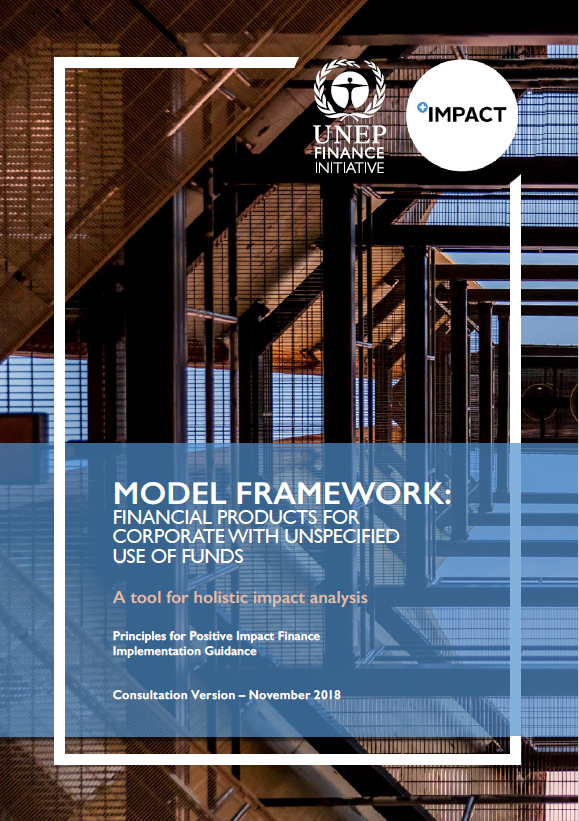 UNEP
FINANCE
INITIATIVE
+IMPACT
MODEL FRAMEWORK:
FINANCIAL PRODUCTS FOR
CORPORATE WITH UNSPECIFIED
USE OF FUNDS
A tool for holistic impact analysis
Principles for Positive Impact Finance
Implementation Guidance
Consultation Version – November 2018